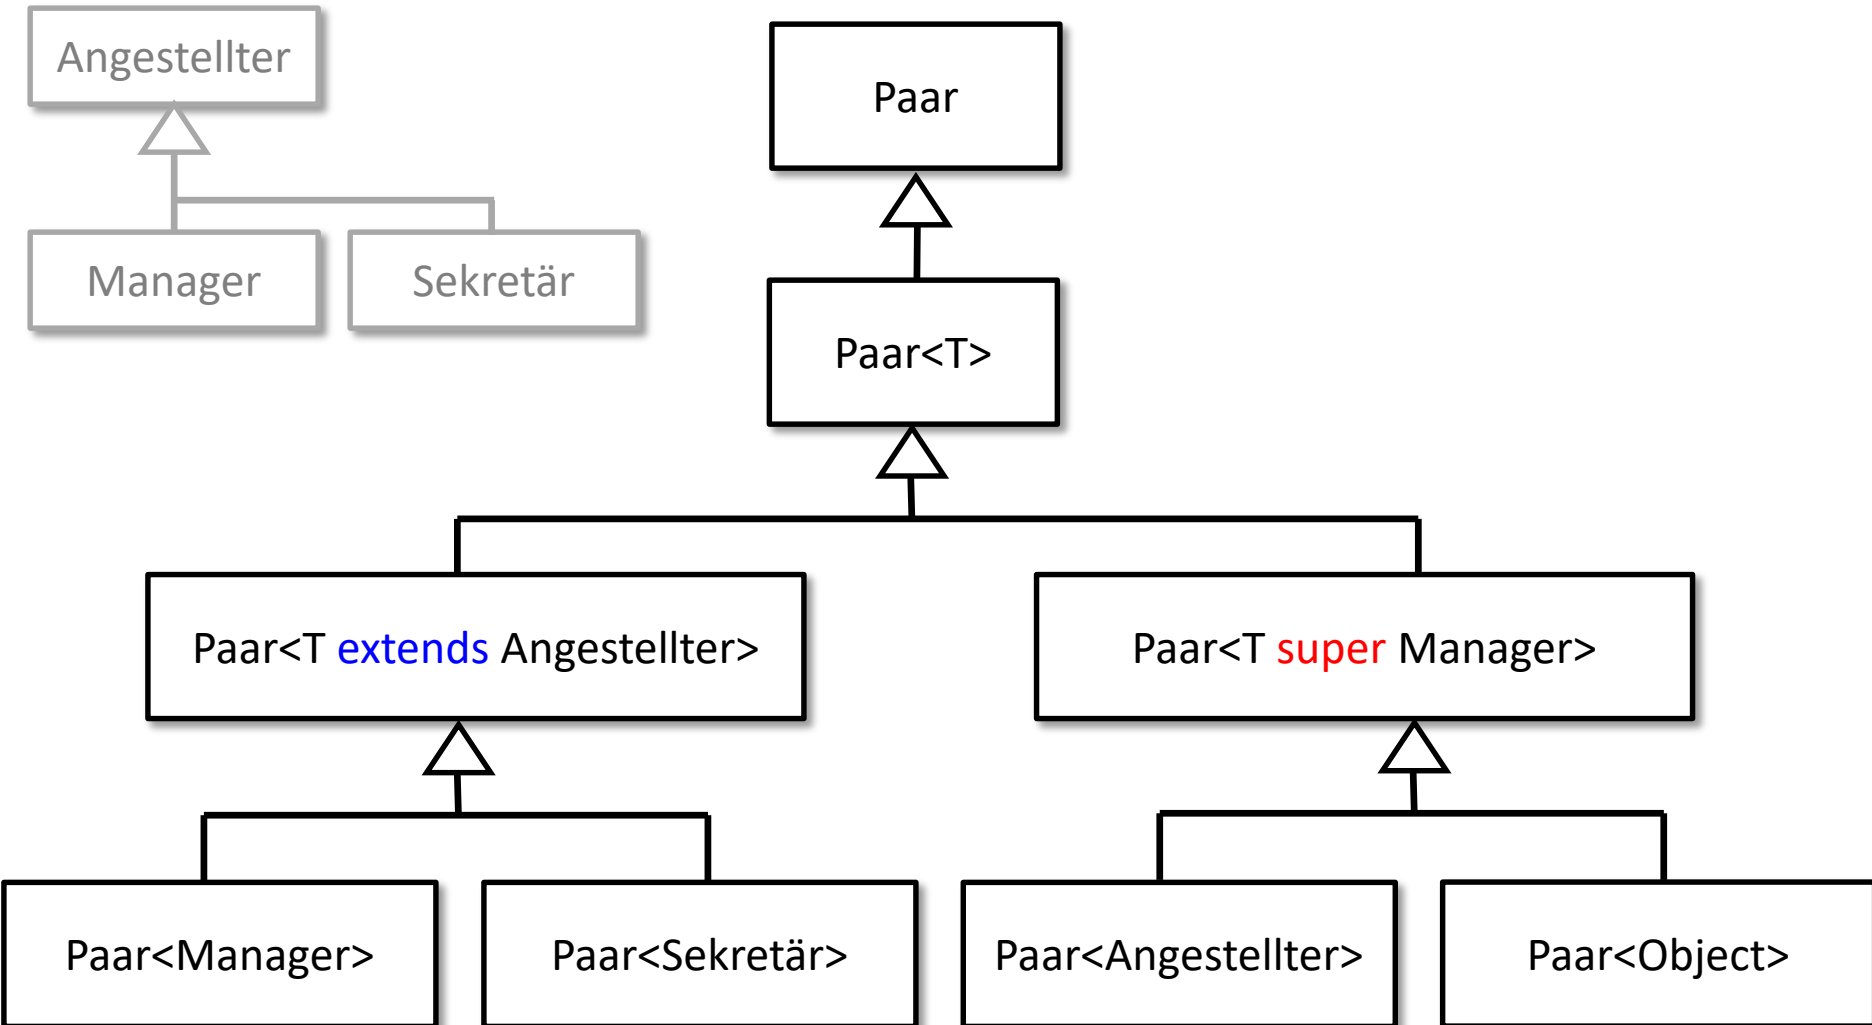 Angestellter
Manager
Sekretär
Paar
Paar<T>
Paar<T extends Angestellter>
Paar<T super Manager>
Paar<Manager>
Paar<Sekretär>
Paar<Angestellter>
Paar<Object>